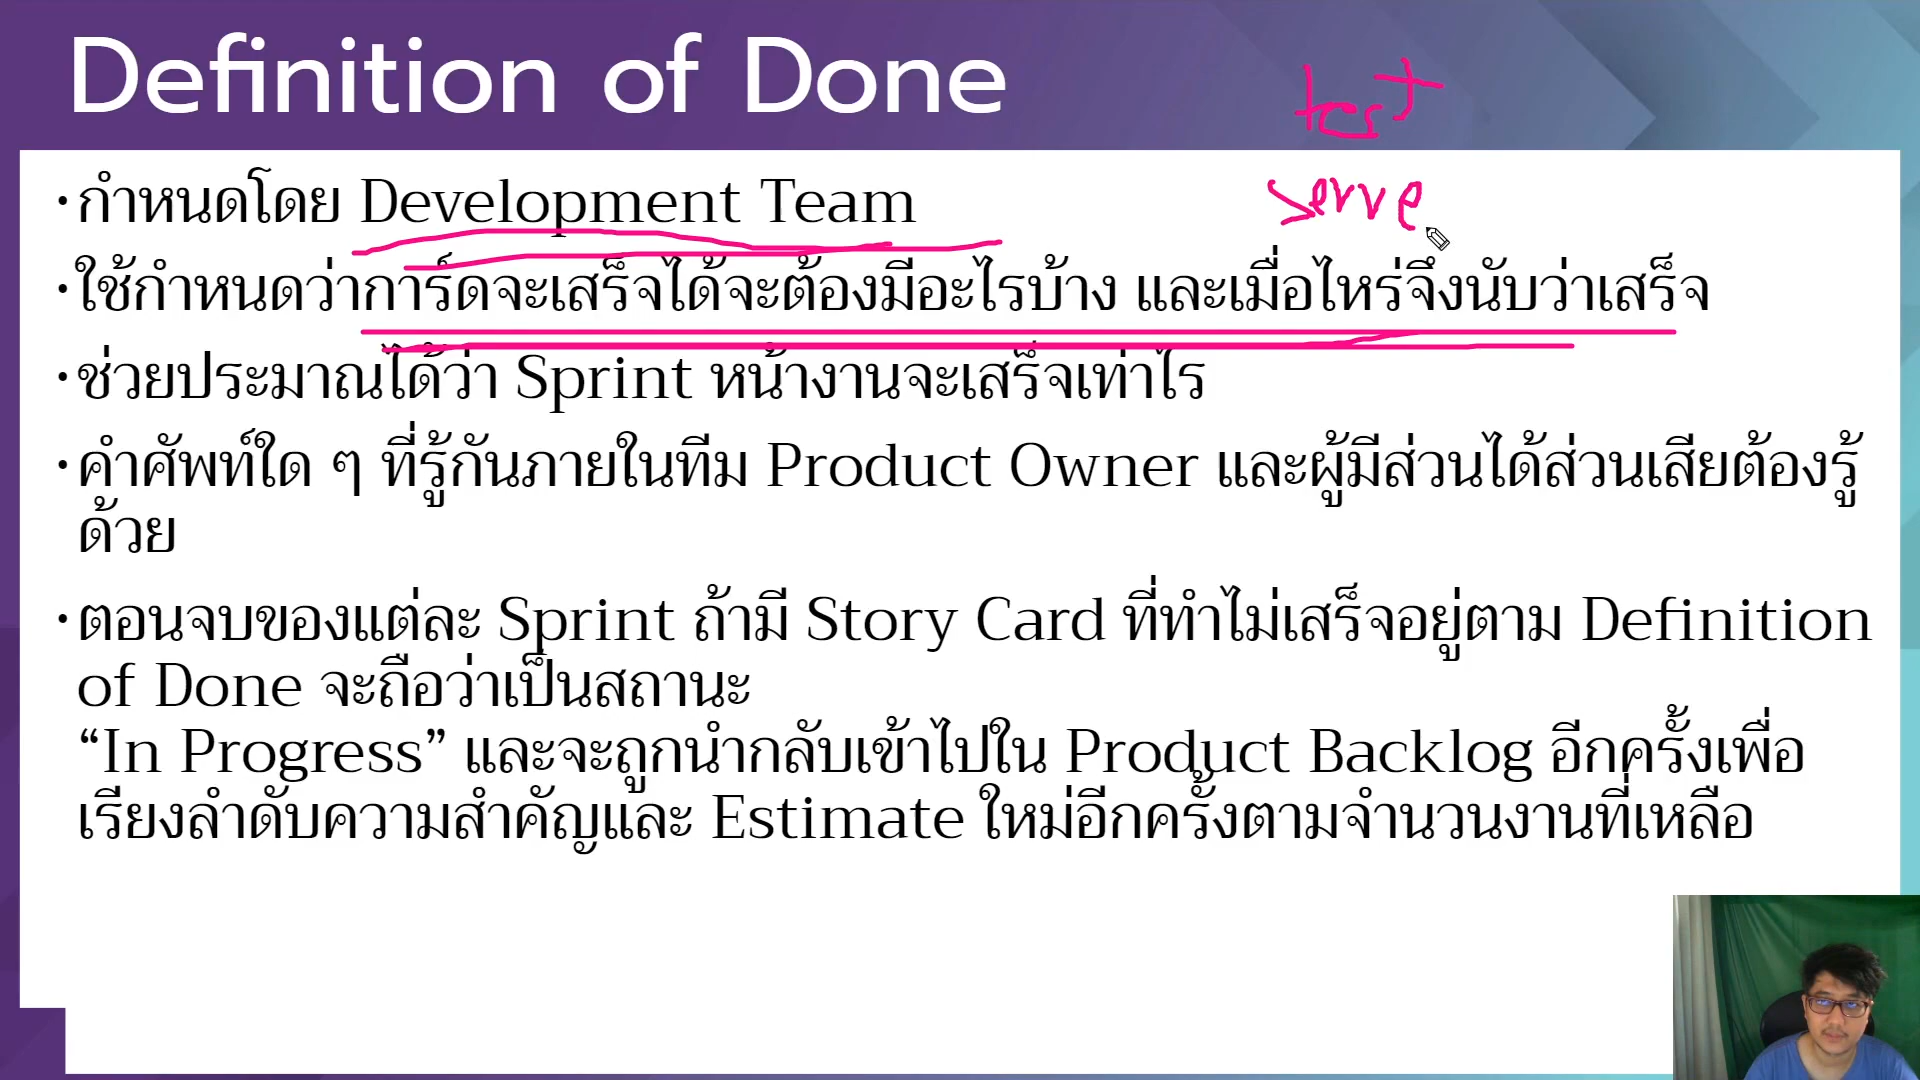 Definition of Done
test
• กำหนดโดย Development Team
serve
• ใช้กำหนดว่าการ์ดจะเสร็จได้จะต้องมีอะไรบ้าง และเมื่อไหร่จึงนับว่าเสร็จ
• ช่วยประมาณได้ว่า Sprint หน้างานจะเสร็จเท่าไร
• คำศัพท์ใด ๆ ที่รู้กันภายในทีม Product Owner และผู้มีส่วนได้ส่วนเสียต้องรู้
ด้วย
• ตอนจบของแต่ละ Sprint ถ้ามี Story Card ที่ทำไม่เสร็จอยู่ตาม Definition
of Done จะถือว่าเป็นสถานะ
“In Progress” และจะถูกนำกลับเข้าไปใน Product Backlog อีกครั้งเพื่อ
เรียงลำดับความสำคัญและ Estimate ใหม่อีกครั้งตามจำนวนงานที่เหลือ